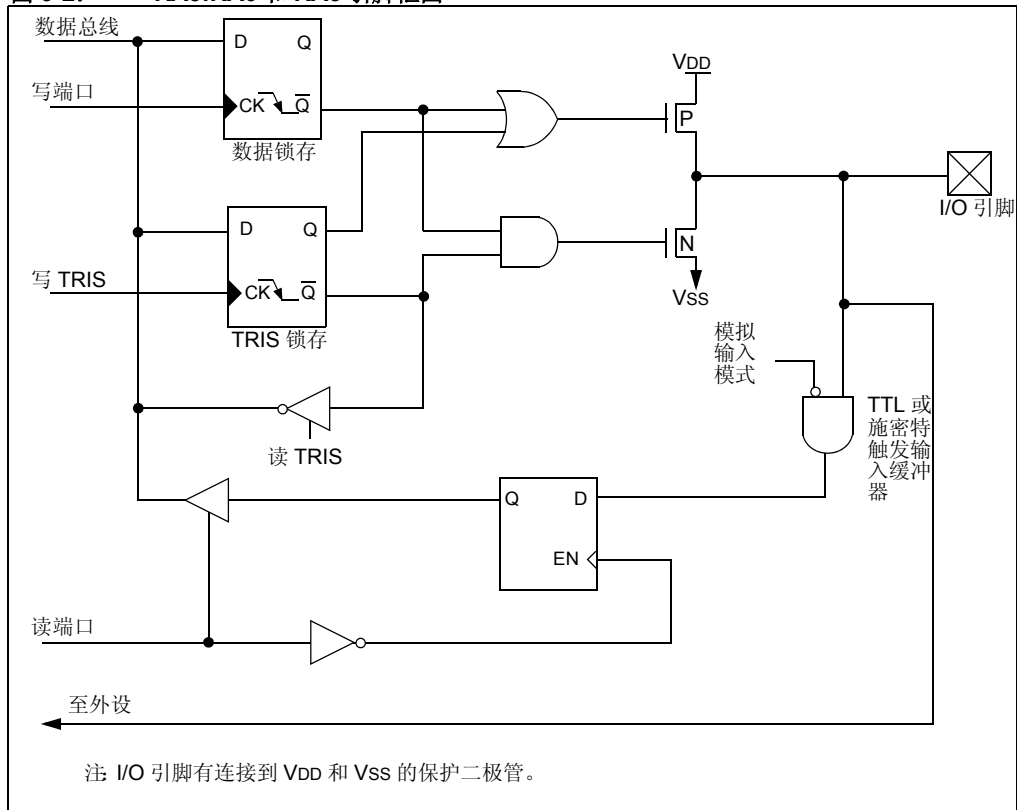 数据总线
D Q
写端口
CK Q
数据锁存
VDD
P
I/O 引脚
D Q
N
写 TRIS
CK Q
VSS
TRIS 锁存
模拟
输入
模式
TTL 或
施密特
触发输
入缓冲
器
读 TRIS
Q D
EN
读端口
至外设
注: I/O 引脚有连接到 VDD 和 VSS 的保护二极管。